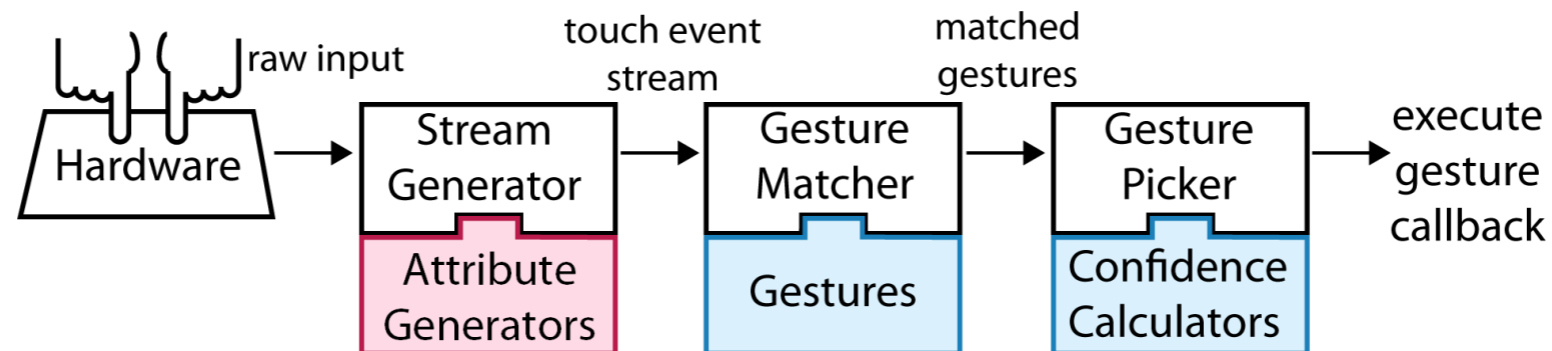 raw input
Hardware
touch event
stream
matched
gestures
Stream
Generator
Attribute
Generators
Gesture
Matcher
Gestures
Gesture
Picker
Confidence
Calculators
execute
gesture
callback